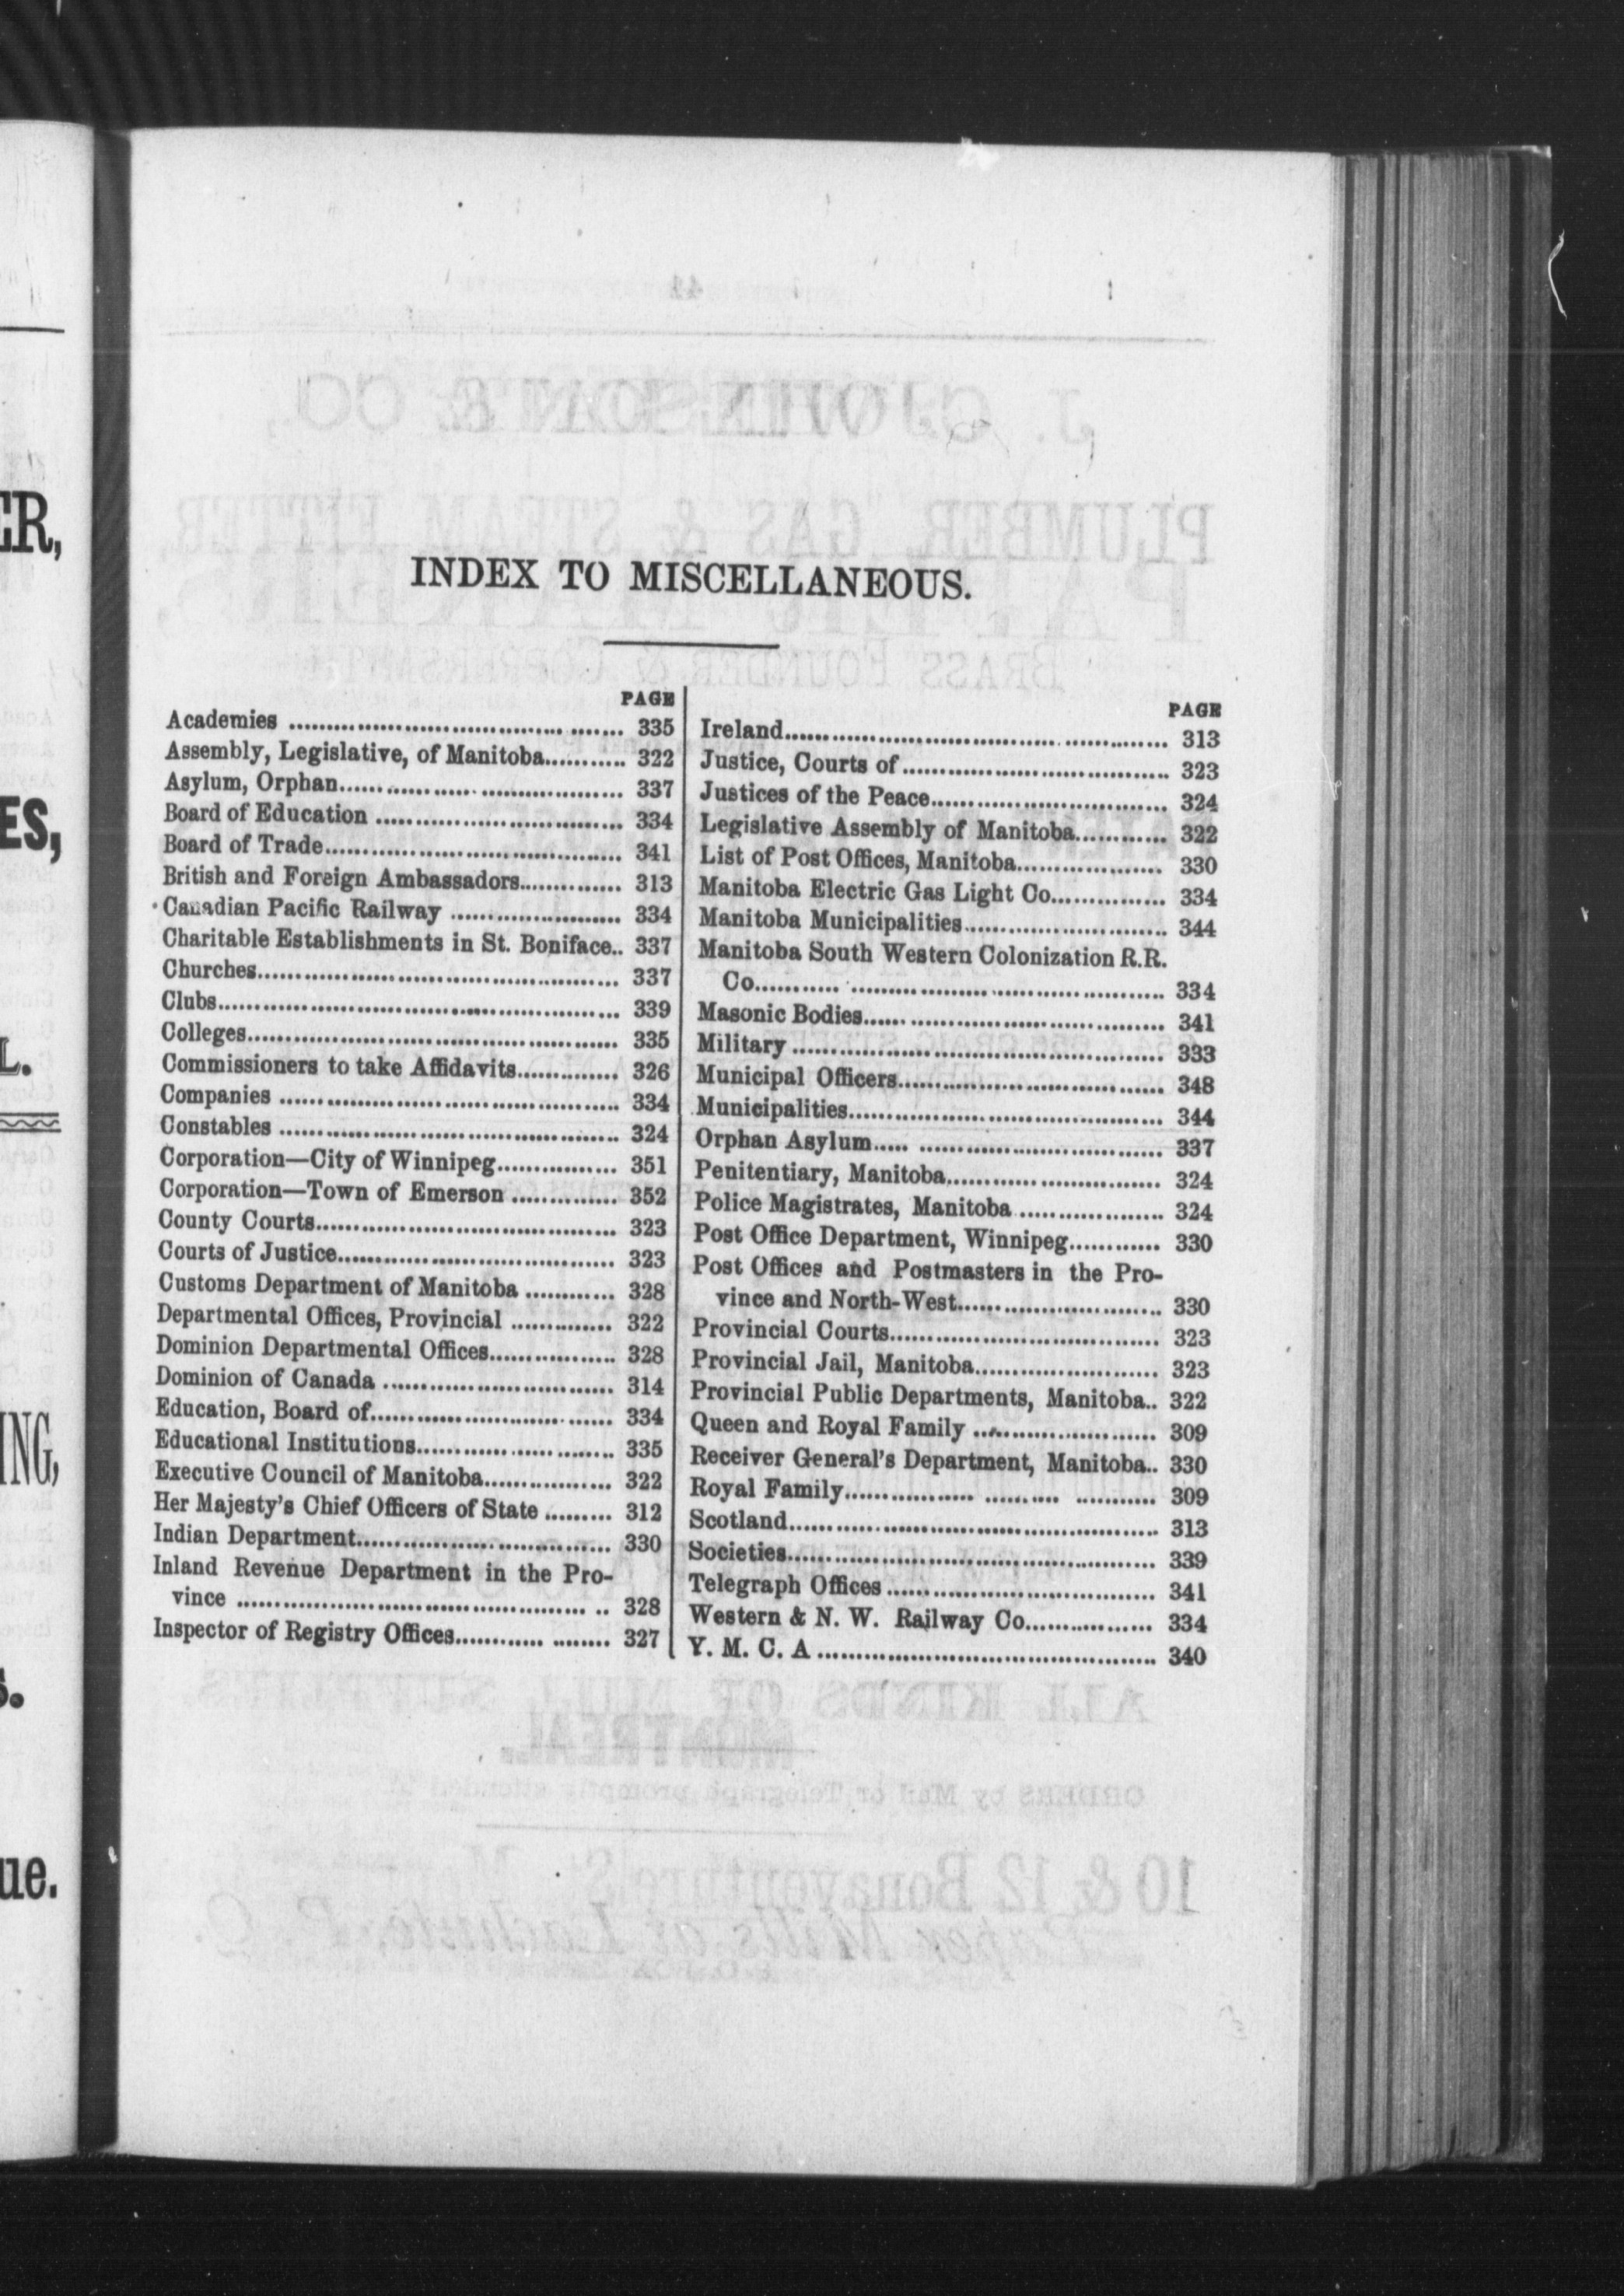 INDEX TO MISCELLANEOUS.
PAGE
Academies ........ 335
Assembly, Legislative, of Manitoba........ 322
Asylum, Orphan........ 337
Board of Education ........ 334
Board of Trade........ 341
British and Foreign Ambassadors........ 313
Canadian Pacific Railway ........ 334
Charitable Establishments in St. Boniface.. 337
Churches........ 337
Clubs........ 339
Colleges........ 335
Commissioners to take Affidavits........ 326
Companies ........ 334
Constables ........ 324
Corporation—City of Winnipeg........ 351
Corporation—Town of Emerson ........ 352
County Courts........ 323
Courts of Justice........ 323
Customs Department of Manitoba ........ 328
Departmental Offices, Provincial ........ 322
Dominion Departmental Offices........ 328
Dominion of Canada ........ 314
Education, Board of........ 334
Educational Institutions........ 335
Executive Council of Manitoba........ 322
Her Majesty's Chief Officers of State ........ 312
Indian Department........ 330
Inland Revenue Department in the Pro-
vince ........ 328
Inspector of Registry Offices........ 327
PAGE
Ireland........ 313
Justice, Courts of........ 323
Justices of the Peace........ 324
Legislative Assembly of Manitoba........ 322
List of Post Offices, Manitoba........ 330
Manitoba Electric Gas Light Co........ 334
Manitoba Municipalities........ 344
Manitoba South Western Colonization R.R.
Co........ 334
Masonic Bodies........ 341
Military ........ 333
Municipal Officers........ 348
Municipalities........ 344
Orphan Asylum........ 337
Penitentiary, Manitoba........ 324
Police Magistrates, Manitoba ........ 324
Post Office Department, Winnipeg........ 330
Post Offices and Postmasters in the Pro-
vince and North-West........ 330
Provincial Courts........ 323
Provincial Jail, Manitoba........ 323
Provincial Public Departments, Manitoba.. 322
Queen and Royal Family ........ 309
Receiver General's Department, Manitoba.. 330
Royal Family........ 309
Scotland........ 313
Societies........ 339
Telegraph Offices ........ 341
Western & N. W. Railway Co........ 334
Y. M. C. A ........ 340